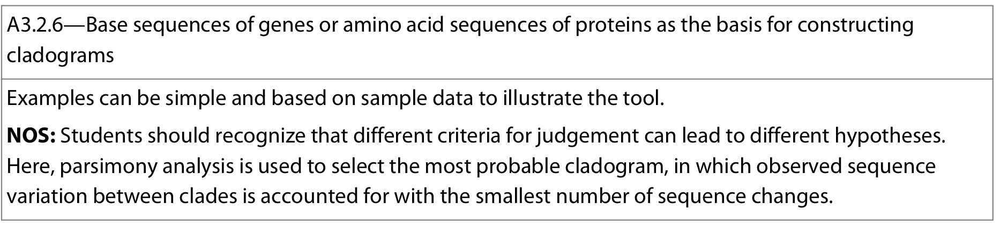 A3.2.6—Base sequences of genes or amino acid sequences of proteins as the basis for constructing
cladograms
Examples can be simple and based on sample data to illustrate the tool.
NOS: Students should recognize that different criteria for judgement can lead to different hypotheses.
Here, parsimony analysis is used to select the most probable cladogram, in which observed sequence
variation between clades is accounted for with the smallest number of sequence changes.